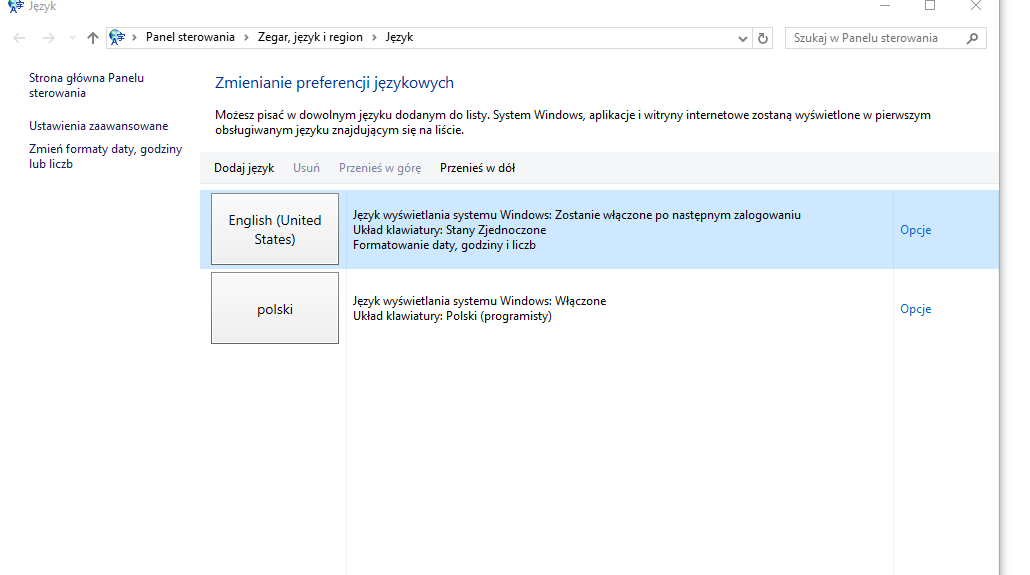 Język
Panel sterowania > Zegar, język i region > Język
Szukaj w Panelu sterowania
Strona główna Panelu
sterowania
Ustawienia zaawansowane
Zmień formaty daty, godziny
lub liczb
Zmienianie preferencji językowych
Możesz pisać w dowolnym języku dodanym do listy. System Windows, aplikacje i witryny internetowe zostaną wyświetlone w pierwszym
obsługiwanym języku znajdującym się na liście.
Dodaj język Usuń Przenieś w górę Przenieś w dół
English (United
States)
Język wyświetlania systemu Windows: Zostanie włączone po następnym zalogowaniu
Układ klawiatury: Stany Zjednoczone
Formatowanie daty, godziny i liczb
Opcje
polski
Język wyświetlania systemu Windows: Włączone
Układ klawiatury: Polski (programisty)
Opcje